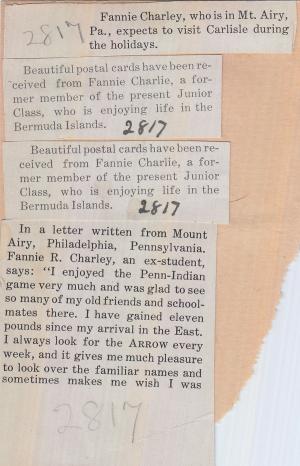 Fannie Charley, who is in Mt. Airy,
Pa., expects to visit Carlisle during
the holidays.
2817
Beautiful postal cards have been re-
ceived from Fannie Charlie, a for-
mer member of the present Junior
Class, who is enjoying life in the
Bermuda Islands.
2817
Beautiful postal cards have been re-
ceived from Fannie Charlie, a for-
mer member of the present Junior
Class, who is enjoying life in the
Bermuda Islands.
2817
In a letter written from Mount
Airy, Philadelphia, Pennsylvania.
Fannie R. Charley, an ex-student,
says: "I enjoyed the Penn-Indian
game very much and was glad to see
so many of my old friends and school-
mates there. I have gained eleven
pounds since my arrival in the East.
I always look for the ARROW every
week, and it gives me much pleasure
to look over the familiar names and
sometimes makes me wish I was
2817